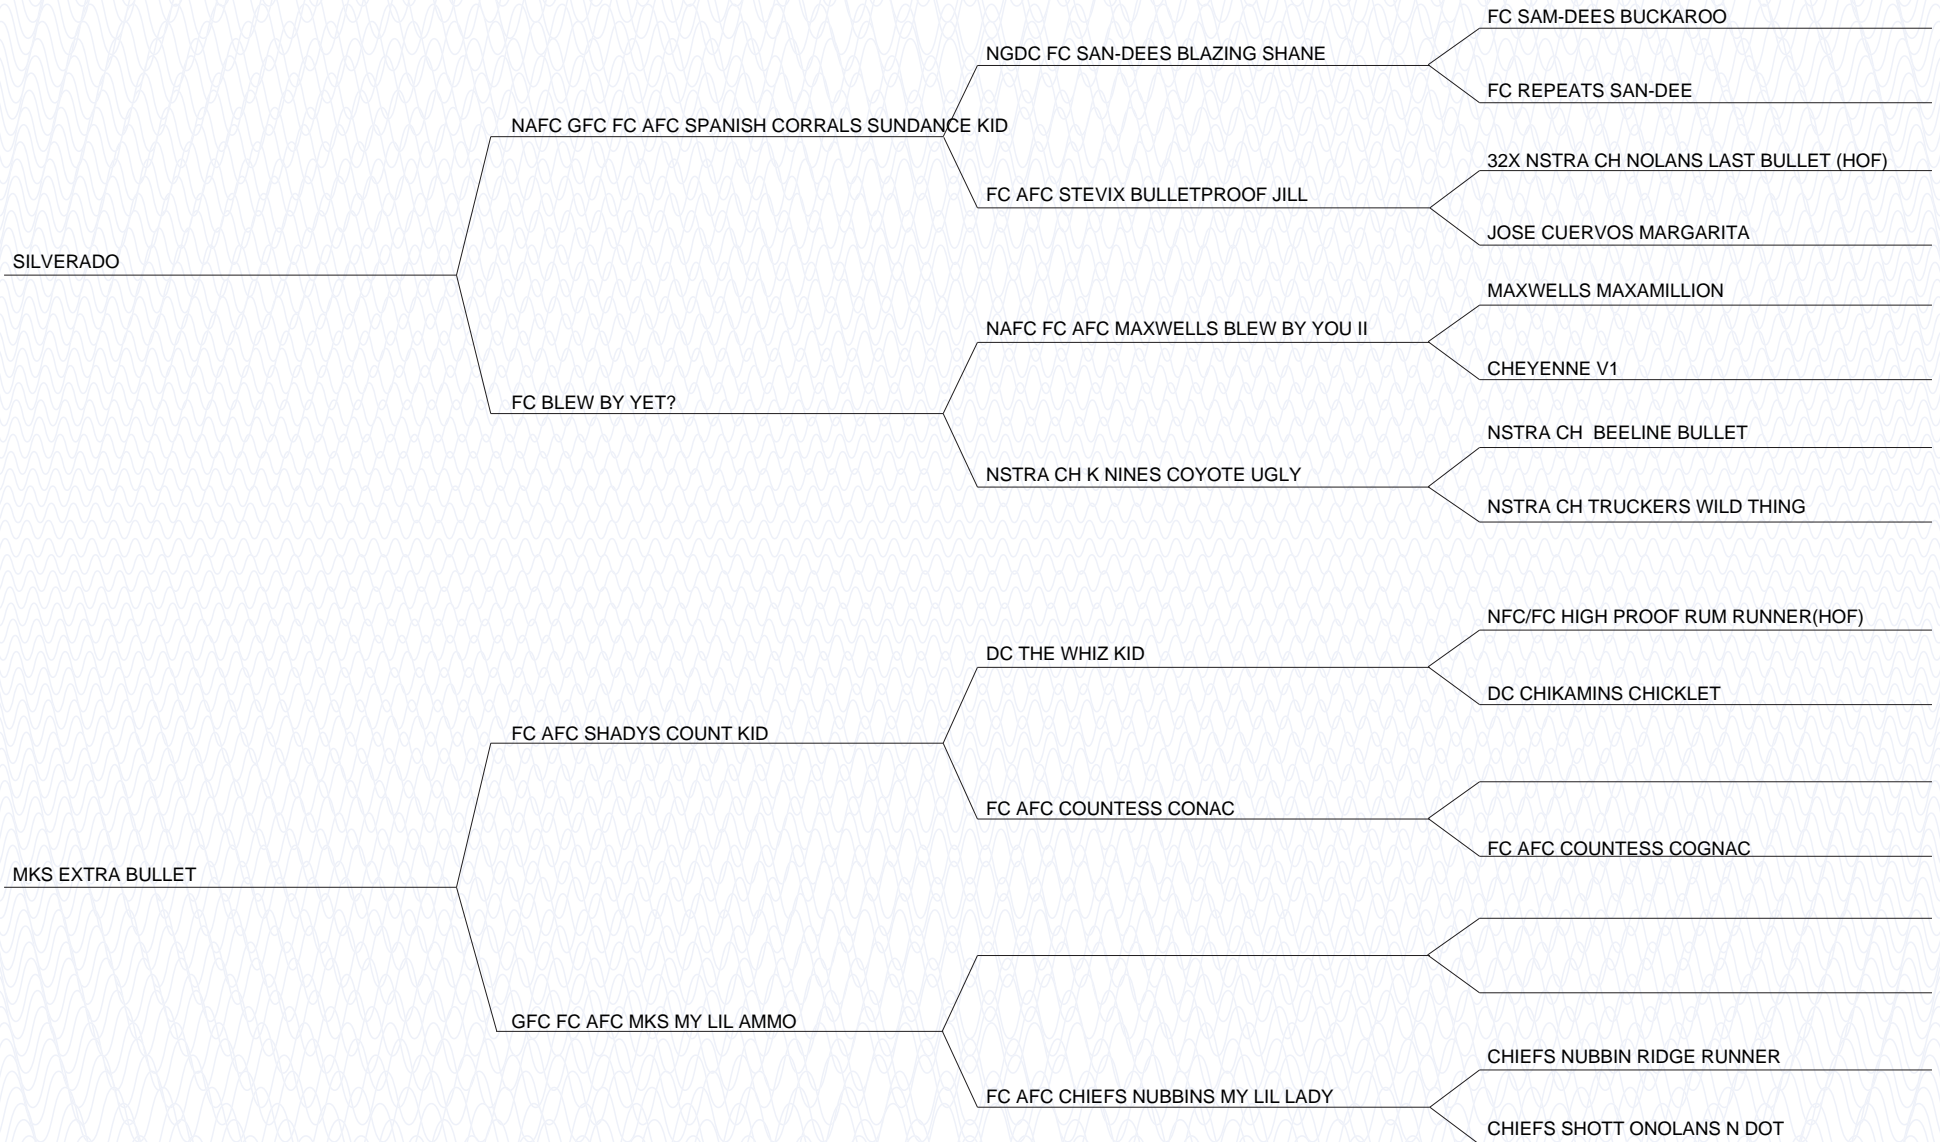 FC SAM-DEES BUCKAROO
NGDC FC SAN-DEES BLAZING SHANE
FC REPEATS SAN-DEE
NAFC GFC FC AFC SPANISH CORRALS SUNDANCE KID
32X NSTRA CH NOLANS LAST BULLET (HOF)
FC AFC STEVIX BULLETPROOF JILL
JOSE CUERVOS MARGARITA
SILVERADO
MAXWELLS MAXAMILLION
NAFC FC AFC MAXWELLS BLEW BY YOU II
CHEYENNE V1
FC BLEW BY YET?
NSTRA CH  BEELINE BULLET
NSTRA CH K NINES COYOTE UGLY
NSTRA CH TRUCKERS WILD THING
NFC/FC HIGH PROOF RUM RUNNER(HOF)
DC THE WHIZ KID
DC CHIKAMINS CHICKLET
FC AFC SHADYS COUNT KID
FC AFC COUNTESS CONAC
FC AFC COUNTESS COGNAC
MKS EXTRA BULLET
GFC FC AFC MKS MY LIL AMMO
CHIEFS NUBBIN RIDGE RUNNER
FC AFC CHIEFS NUBBINS MY LIL LADY
CHIEFS SHOTT ONOLANS N DOT